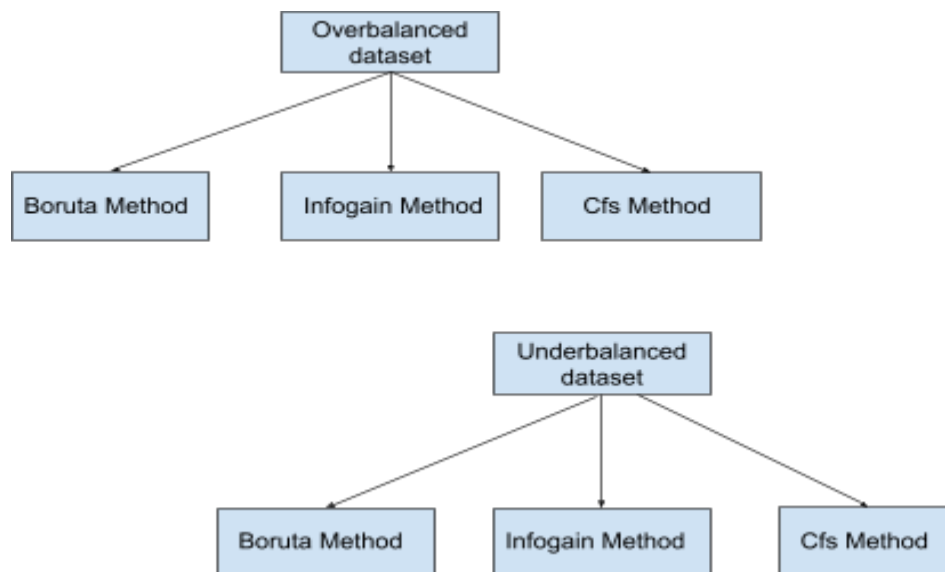 Overbalanced
dataset
Boruta Method
Infogain Method
Cfs Method
Underbalanced
dataset
Boruta Method
Infogain Method
Cfs Method